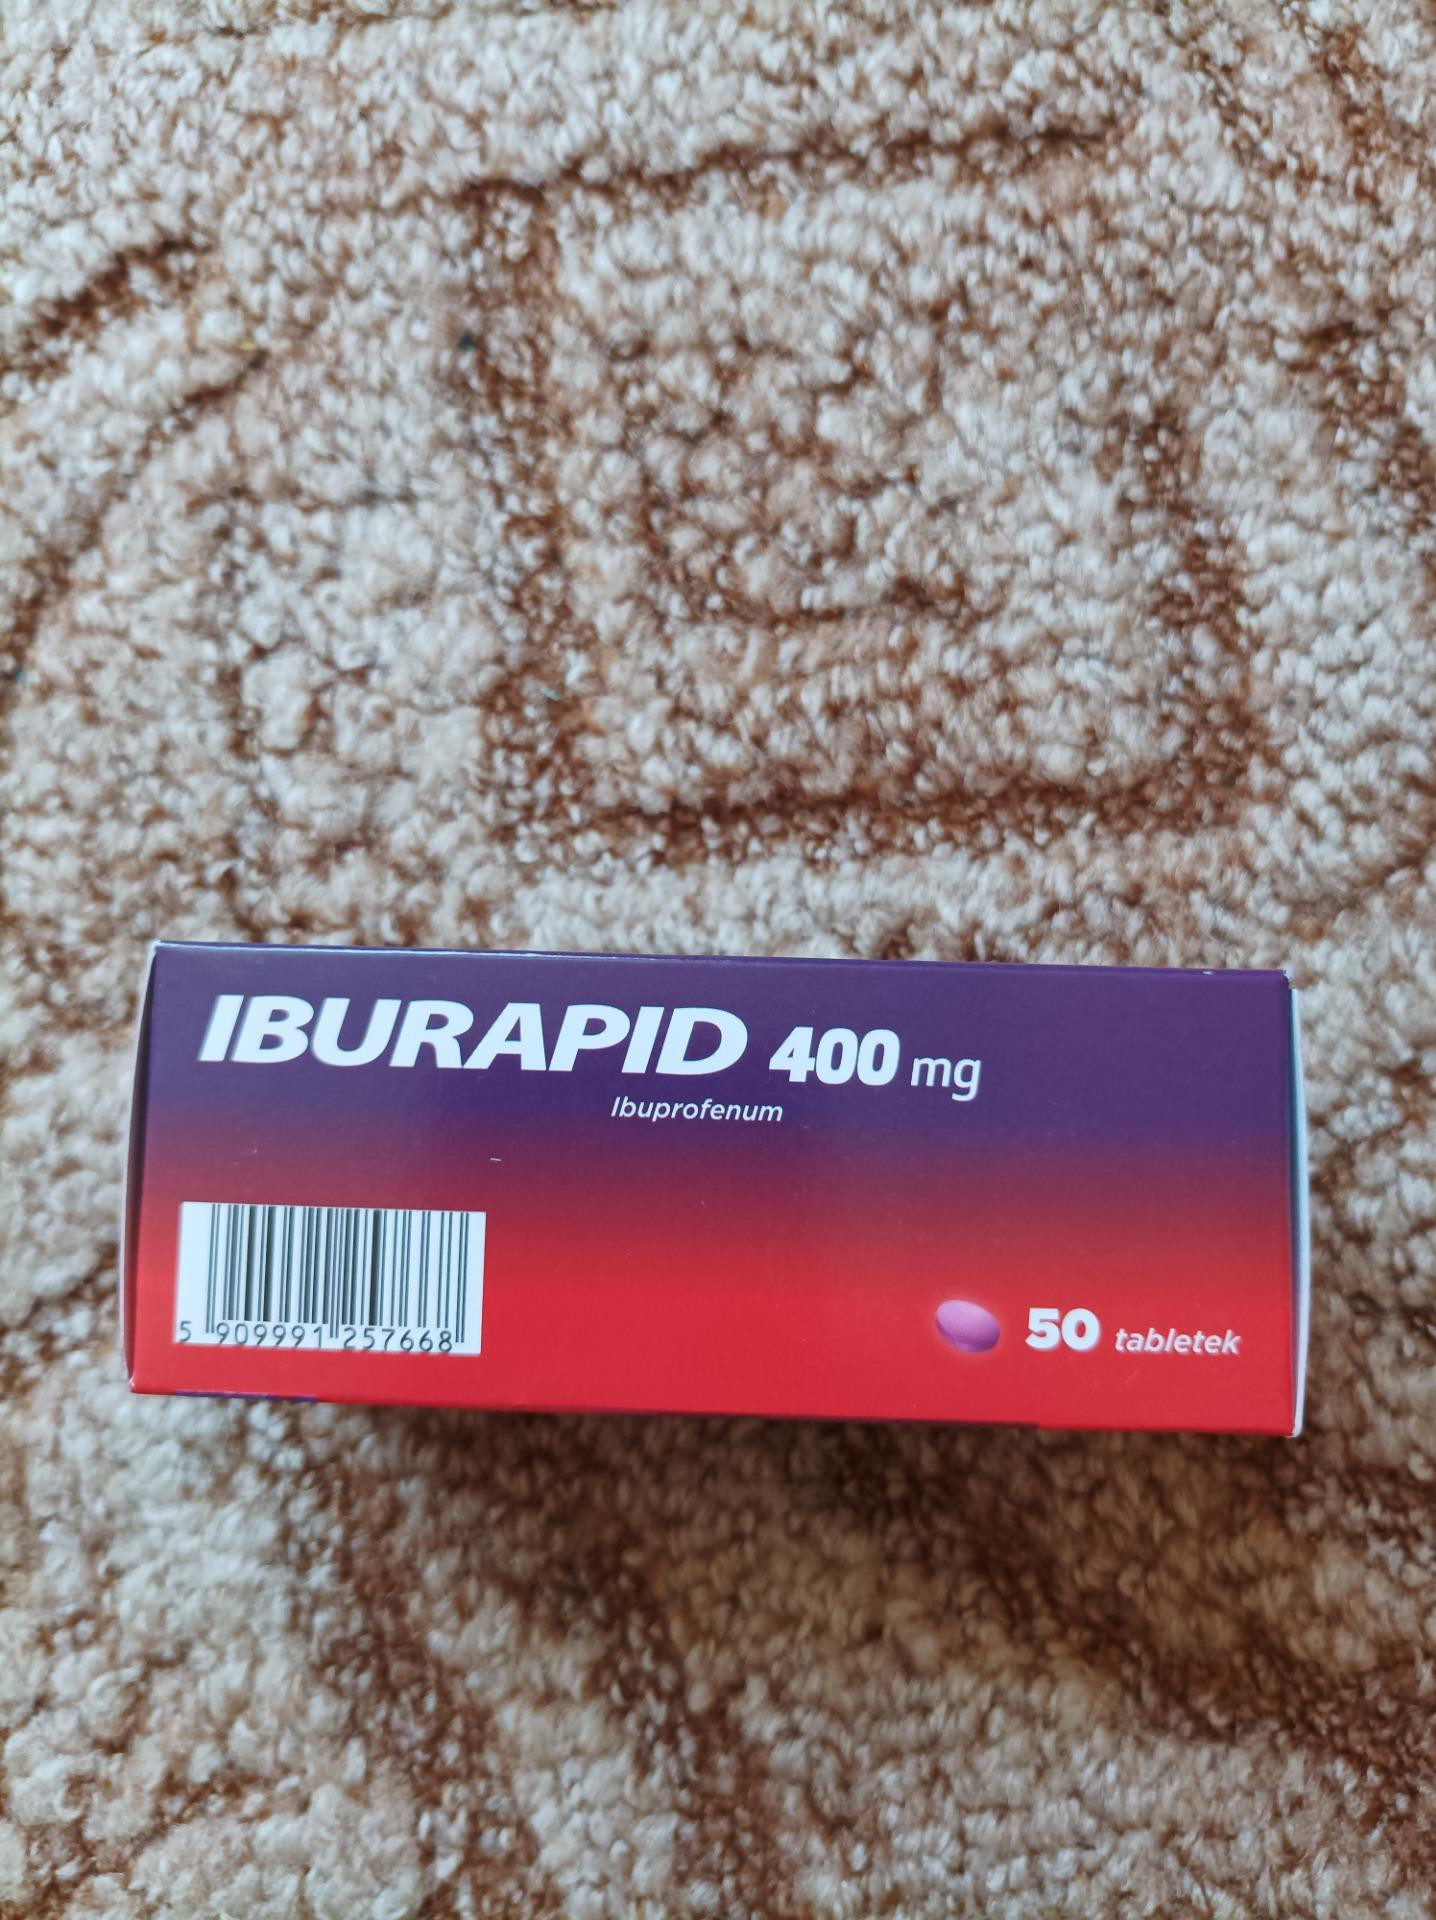 IBURAPID 400 mg
Ibuprofenum
5 909991 257668
50 tabletek